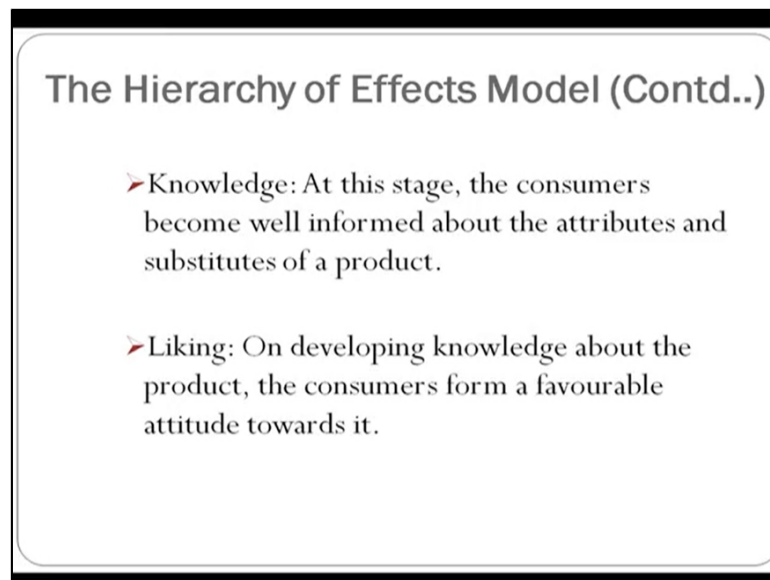 The Hierarchy of Effects Model (Contd..)
Knowledge: At this stage, the consumers
become well informed about the attributes and
substitutes of a product.
Liking: On developing knowledge about the
product, the consumers form a favourable
attitude towards it.